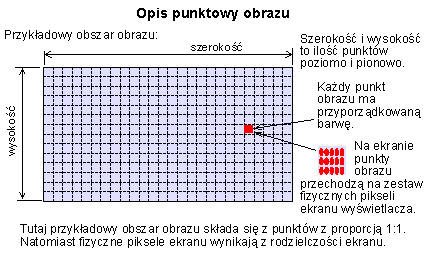 Opis punktowy obrazu
Przykładowy obszar obrazu:
szerokość
wysokość
Szerokość i wysokość
to ilość punktów
poziomo i pionowo.
Każdy punkt
obrazu ma
przyporządkowaną
barwę.
Na ekranie
punkty
obrazu
przechodzą na zestaw
fizycznych pikseli
ekranu wyświetlacza.
Tutaj przykładowy obszar obrazu składa się z punktów z proporcją 1:1.
Natomiast fizyczne piksele ekranu wynikają z rodzielczości ekranu.